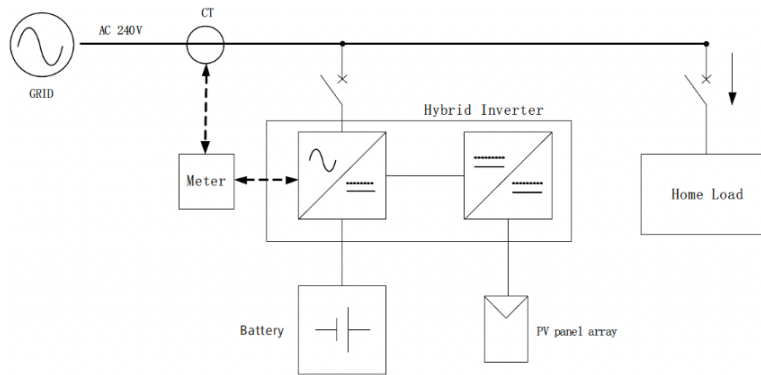 CT
AC 240V
GRID
Hybrid Inverter
Meter
Home Load
Battery
PV panel array